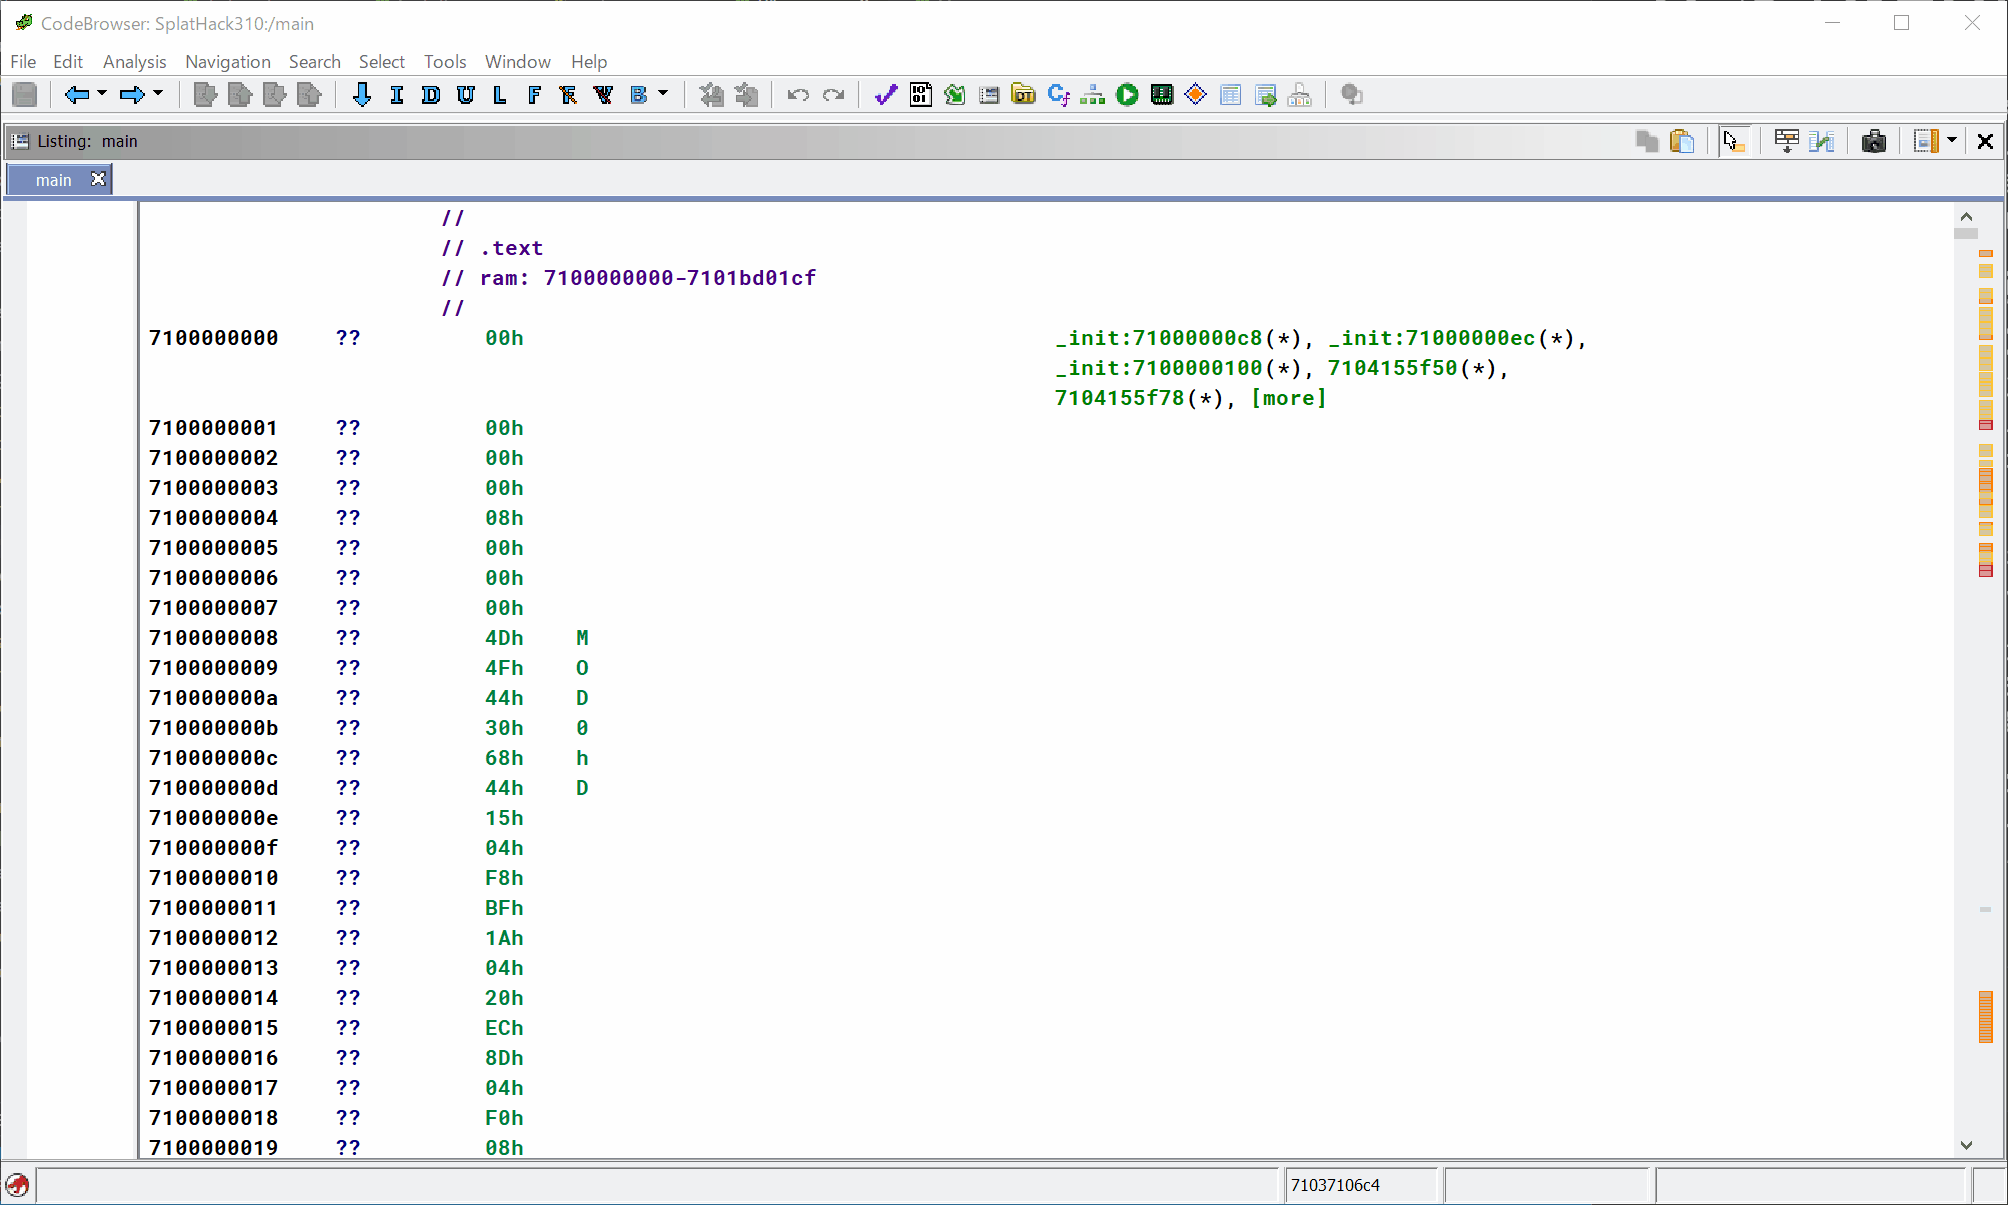 CodeBrowser: SplatHack310:/main
File Edit Analysis Navigation Search Select Tools Window Help
I D U L F B
Listing: main
main
//
// .text
// ram: 7100000000-7101bd01cf
//
7100000000 ?? 00h _init:71000000c8(*), _init:71000000ec(*),
_init:7100000100(*), 7104155f50(*),
7104155f78(*), [more]
7100000001 ?? 00h
7100000002 ?? 00h
7100000003 ?? 00h
7100000004 ?? 08h
7100000005 ?? 00h
7100000006 ?? 00h
7100000007 ?? 00h
7100000008 ?? 4Dh M
7100000009 ?? 4Fh O
710000000a ?? 44h D
710000000b ?? 30h 0
710000000c ?? 68h h
710000000d ?? 44h D
710000000e ?? 15h
710000000f ?? 04h
7100000010 ?? F8h
7100000011 ?? BFh
7100000012 ?? 1Ah
7100000013 ?? 04h
7100000014 ?? 20h
7100000015 ?? ECh
7100000016 ?? 8Dh
7100000017 ?? 04h
7100000018 ?? F0h
7100000019 ?? 08h
71037106c4